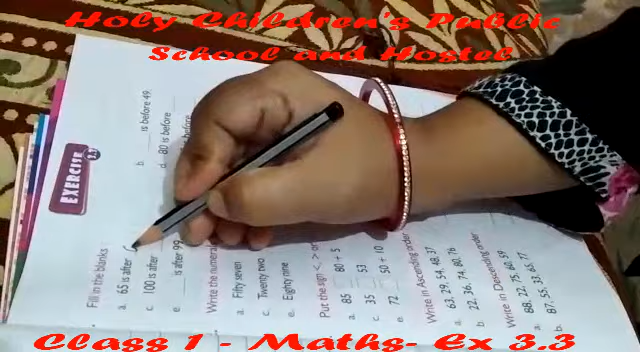 Holy Children's Public
School and Hostel
EXERCISE
Fill in the blanks
a. 65 is after
b. is before 49.
c. 100 is after
d. 80 is before
e. is after 99
before
Write the numeral
a. Fifty seven
c. Twenty two
e. Eighty nine
Put the sign <, > or
a. 85 80 + 5
c. 35 53
e. 72 50 + 10
Write in Ascending order
a. 63, 29, 54, 48, 37
b. 22, 36, 74, 80, 76
Write in Descending order
a. 88, 22, 75, 60, 59
b. 87, 55, 33, 65, 77
Class 1 - Maths- Ex 3.3